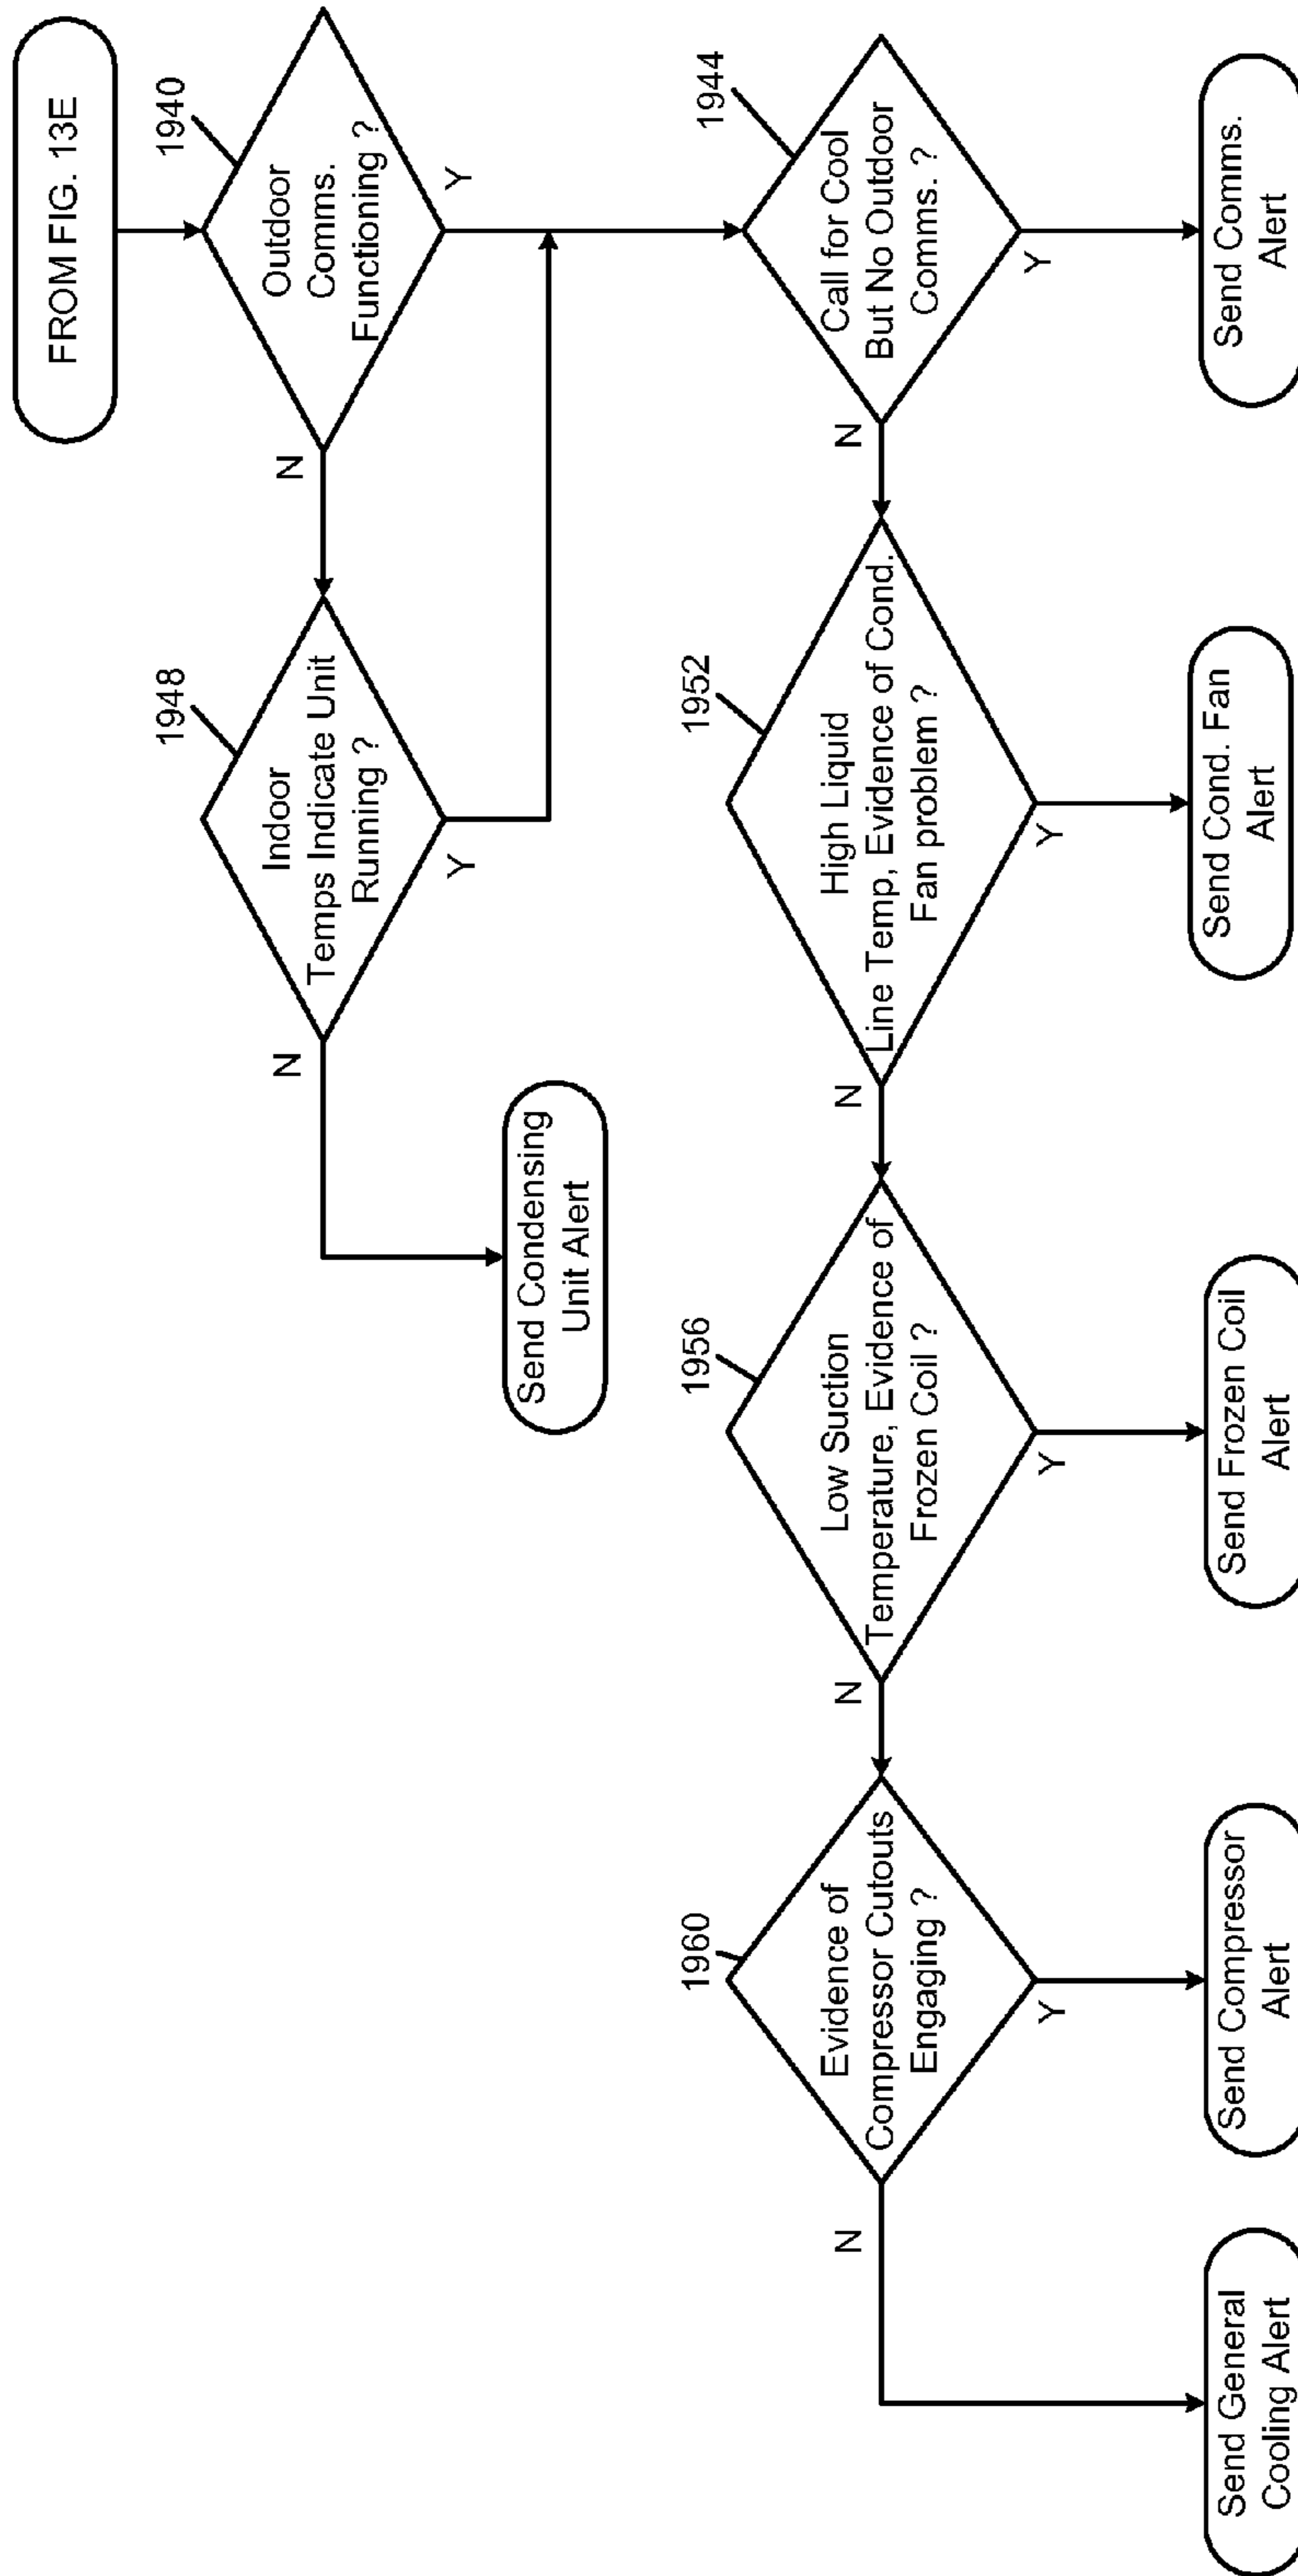 FROM FIG. 13E
1940
Outdoor
Comms.
Functioning ?
N
Y
1948
Indoor
Temps Indicate Unit
Running ?
N
Y
Send Condensing
Unit Alert
1944
Call for Cool
But No Outdoor
Comms. ?
N
Y
Send Comms.
Alert
1952
High Liquid
Line Temp, Evidence of Cond.
Fan problem ?
N
Y
Send Cond. Fan
Alert
1956
Low Suction
Temperature, Evidence of
Frozen Coil ?
N
Y
Send Frozen Coil
Alert
1960
Evidence of
Compressor Cutouts
Engaging ?
N
Y
Send Compressor
Alert
Send General
Cooling Alert